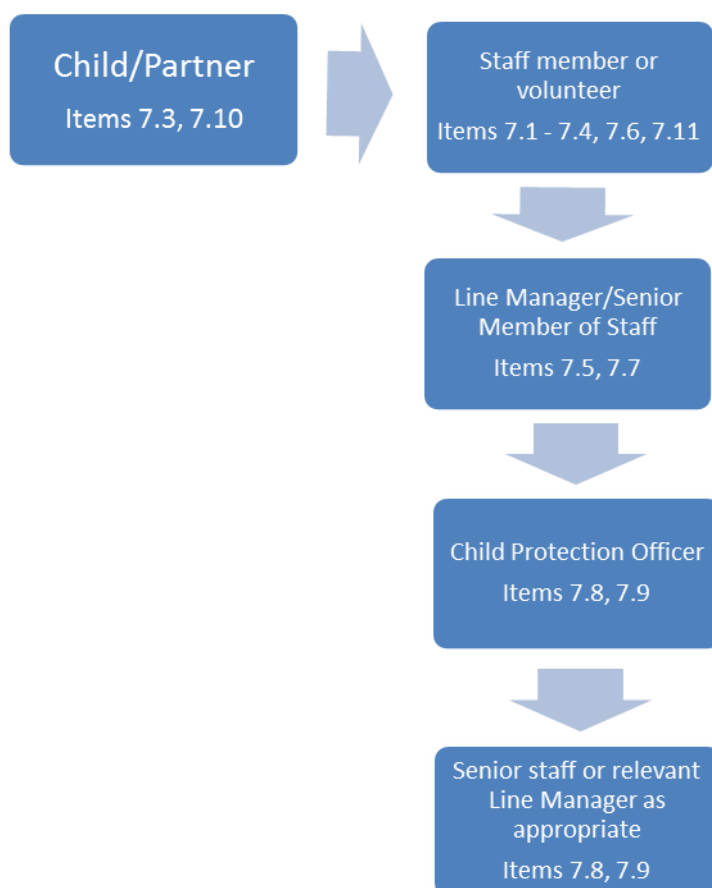 Child/Partner
Items 7.3, 7.10
Staff member or
volunteer
Items 7.1 - 7.4, 7.6, 7.11
Line Manager/Senior
Member of Staff
Items 7.5, 7.7
Child Protection Officer
Items 7.8, 7.9
Senior staff or relevant
Line Manager as
appropriate
Items 7.8, 7.9